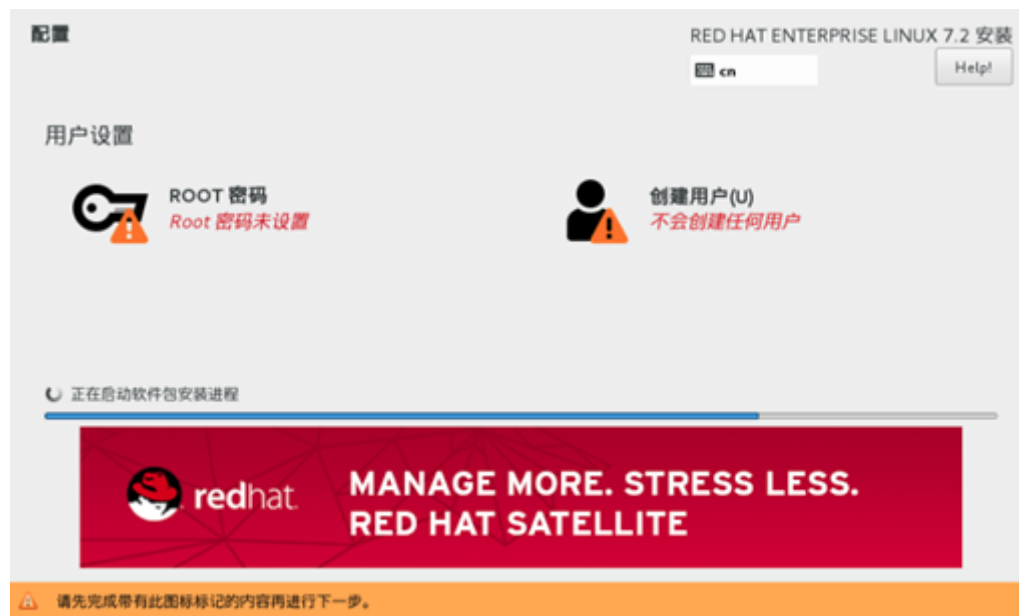 配置
RED HAT ENTERPRISE LINUX 7.2 安装
cn
Help!
用户设置
ROOT 密码
Root 密码未设置
创建用户(U)
不会创建任何用户
正在启动软件包安装进程
redhat.
MANAGE MORE. STRESS LESS.
RED HAT SATELLITE
请先完成带有此图标标记的内容再进行下一步。